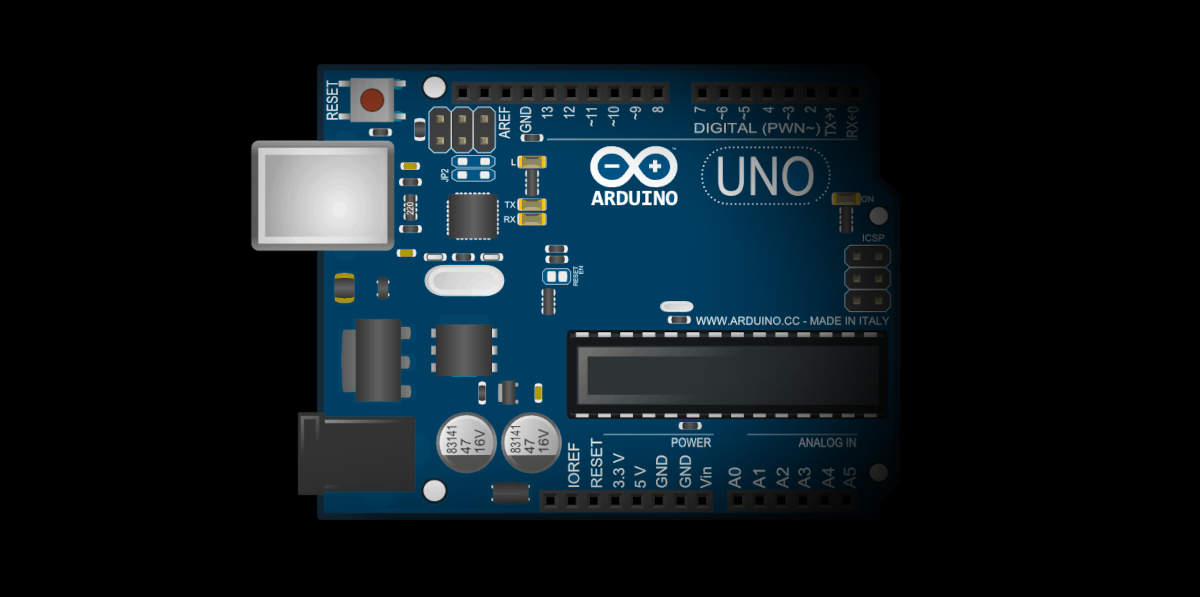 RESET
AREF
GND
13
12
~11
~10
~9
8
7
~6
~5
4
~3
2
TX→1
RX←0
DIGITAL (PWN~)
L
JP2
TX
RX
220
™
ARDUINO
UNO
ON
ICSP
RESET
EN
WWW.ARDUINO.CC - MADE IN ITALY
83141
47
16V
83141
47
16V
POWER
ANALOG IN
IOREF
RESET
3.3 V
5 V
GND
GND
Vin
A0
A1
A2
A3
A4
A5